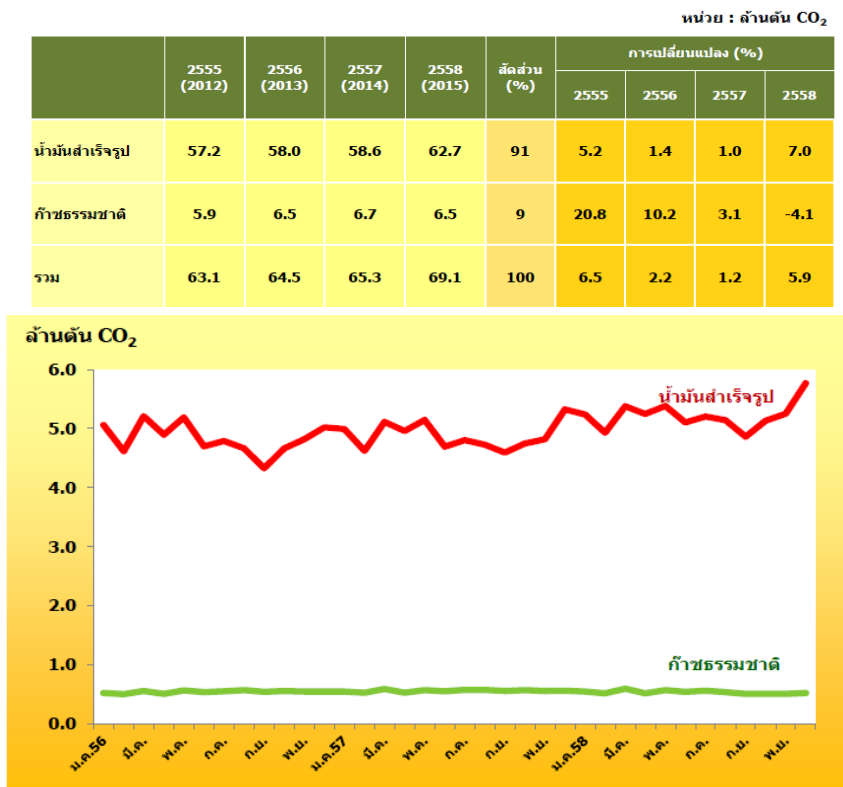 หน่วย : ล้านตัน CO₂
2555 (2012) 2556 (2013) 2557 (2014) 2558 (2015) สัดส่วน (%) การเปลี่ยนแปลง (%)
2555 2556 2557 2558
น้ำมันสำเร็จรูป 57.2 58.0 58.6 62.7 91 5.2 1.4 1.0 7.0
ก๊าซธรรมชาติ 5.9 6.5 6.7 6.5 9 20.8 10.2 3.1 -4.1
รวม 63.1 64.5 65.3 69.1 100 6.5 2.2 1.2 5.9
ล้านตัน CO₂
6.0
น้ำมันสำเร็จรูป
5.0
4.0
3.0
2.0
1.0
ก๊าซธรรมชาติ
0.0
ม.ค.56 มี.ค. พ.ค. ก.ค. ก.ย. พ.ย. ม.ค.57 มี.ค. พ.ค. ก.ค. ก.ย. พ.ย. ม.ค.58 มี.ค. พ.ค. ก.ค. ก.ย. พ.ย.